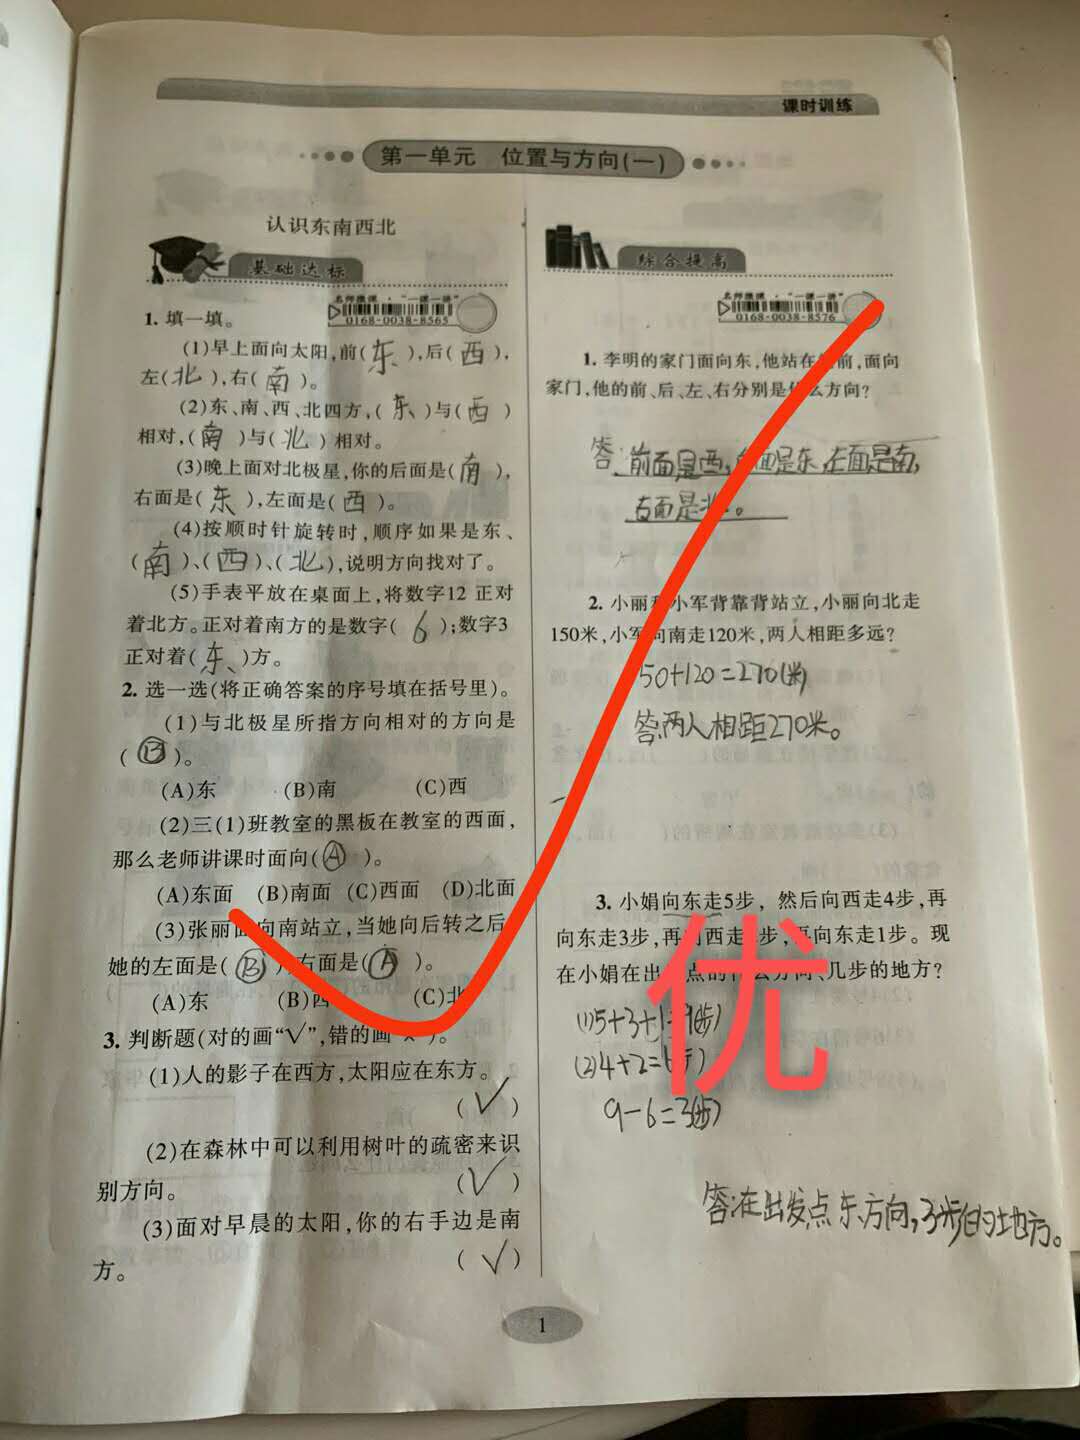 课时训练
第一单元 位置与方向(一)
认识东南西北
基础达标
名师微课·“一课一讲”
0168-0038-8565
1. 填一填。
(1)早上面向太阳,前(东),后(西),
左(北),右(南)。
(2)东、南、西、北四方,(东)与(西)
相对,(南)与(北)相对。
(3)晚上面对北极星,你的后面是(南),
右面是(东),左面是(西)。
(4)按顺时针旋转时,顺序如果是东、
(南)、(西)、(北),说明方向找对了。
(5)手表平放在桌面上,将数字12 正对
着北方。正对着南方的是数字(6);数字3
正对着(东、)方。
2. 选一选(将正确答案的序号填在括号里)。
(1)与北极星所指方向相对的方向是
(B)。
(A)东 (B)南 (C)西
(2)三(1)班教室的黑板在教室的西面,
那么老师讲课时面向(A)。
(A)东面 (B)南面 (C)西面 (D)北面
(3)张丽面向南站立,当她向后转之后,
她的左面是(B),右面是(A)。
(A)东 (B)西 (C)北
3. 判断题(对的画“√”,错的画“×”)。
(1)人的影子在西方,太阳应在东方。
(√)
(2)在森林中可以利用树叶的疏密来识
别方向。 (√)
(3)面对早晨的太阳,你的右手边是南
方。 (√)
综合提高
名师微课·“一课一讲”
0168-0038-8576
1. 李明的家门面向东,他站在前,面向
家门,他的前、后、左、右分别是什么方向?
答:前面是西,面是东,左面是南,
右面是北。
2. 小丽和小军背靠背站立,小丽向北走
150米,小军向南走120米,两人相距多远?
50+120=270(米)
答:两人相距270米。
3. 小娟向东走5步, 然后向西走4步,再
向东走3步,再向西走步,再向东走1步。现
在小娟在出发点的什么方向、几步的地方?
(1)5+3+1=9(步)
(2)4+2=6(步)
9-6=3(步)
答:在出发点东方向,3步的地方。
优
1